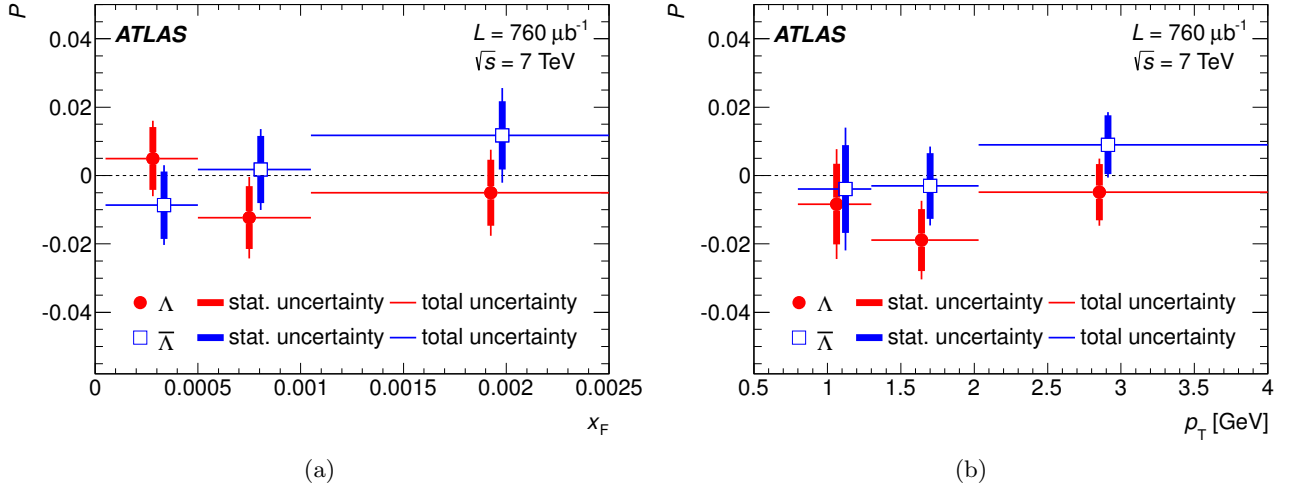 P
0.04
0.02
0
-0.02
-0.04
ATLAS
L = 760 μb⁻¹
√s = 7 TeV
Λ stat. uncertainty total uncertainty
Λ̅ stat. uncertainty total uncertainty
0 0.0005 0.001 0.0015 0.002 0.0025
x_F
(a)
P
0.04
0.02
0
-0.02
-0.04
ATLAS
L = 760 μb⁻¹
√s = 7 TeV
Λ stat. uncertainty total uncertainty
Λ̅ stat. uncertainty total uncertainty
0.5 1 1.5 2 2.5 3 3.5 4
p_T [GeV]
(b)